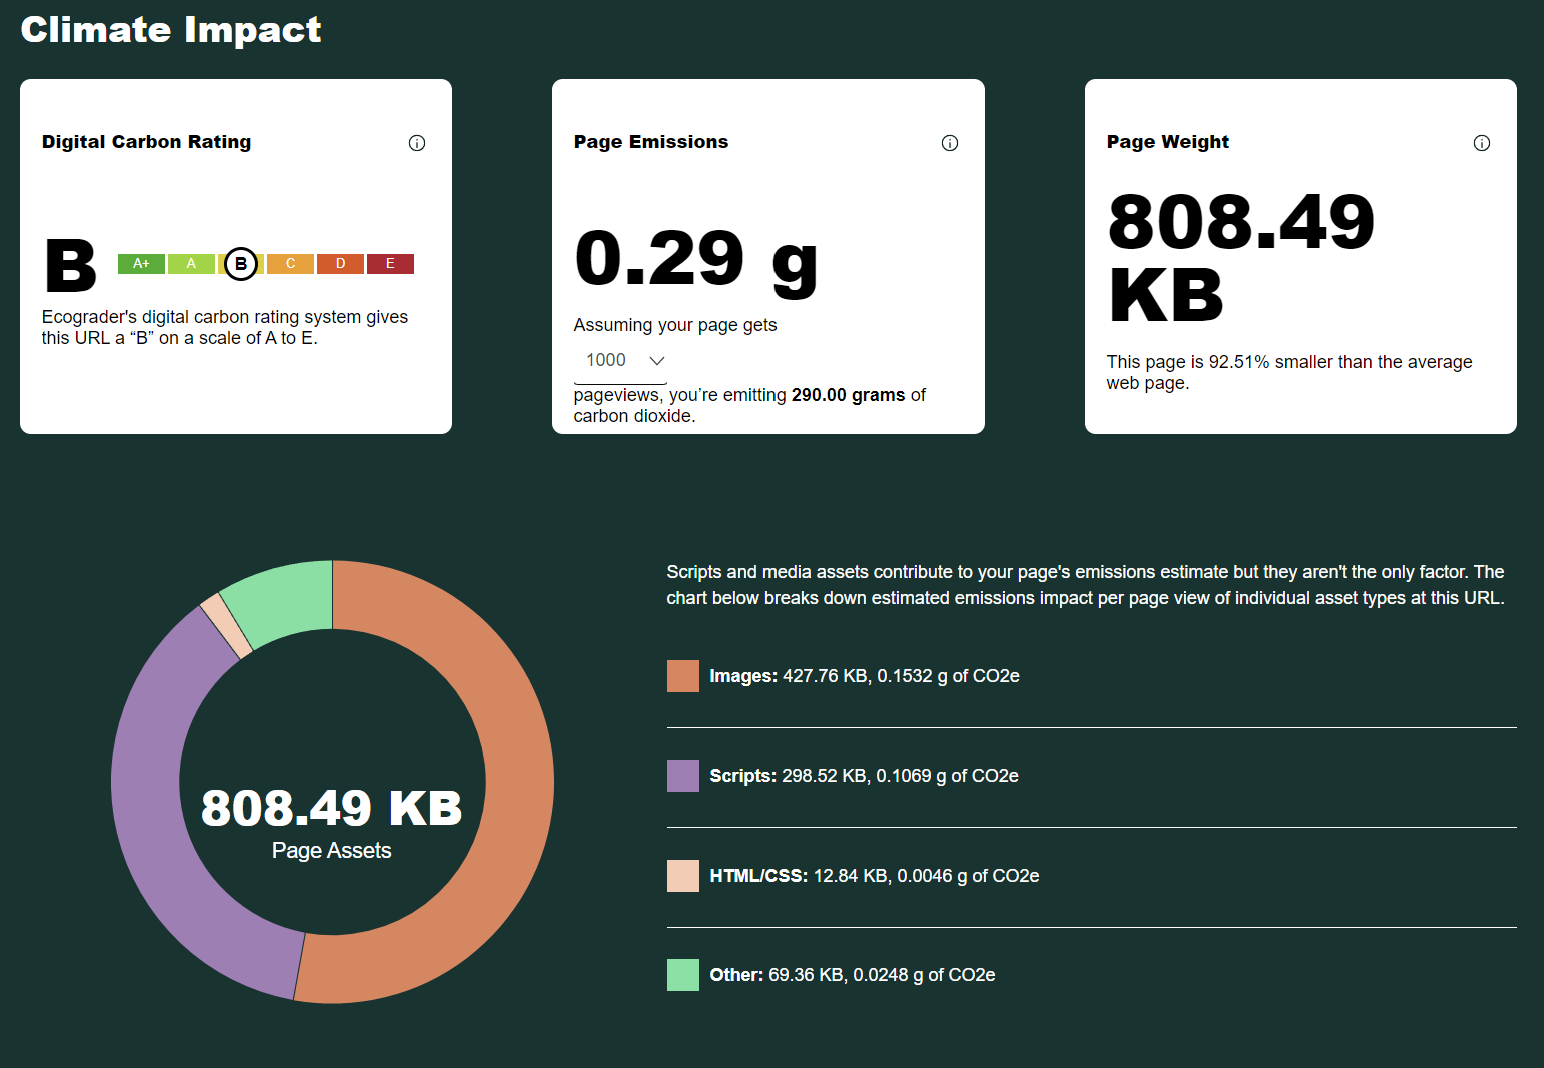 Climate Impact
Digital Carbon Rating
B
A+ A B C D E
Ecograder's digital carbon rating system gives
this URL a “B” on a scale of A to E.
Page Emissions
0.29 g
Assuming your page gets
1000
pageviews, you’re emitting 290.00 grams of
carbon dioxide.
Page Weight
808.49
KB
This page is 92.51% smaller than the average
web page.
808.49 KB
Page Assets
Scripts and media assets contribute to your page's emissions estimate but they aren't the only factor. The
chart below breaks down estimated emissions impact per page view of individual asset types at this URL.
Images: 427.76 KB, 0.1532 g of CO2e
Scripts: 298.52 KB, 0.1069 g of CO2e
HTML/CSS: 12.84 KB, 0.0046 g of CO2e
Other: 69.36 KB, 0.0248 g of CO2e